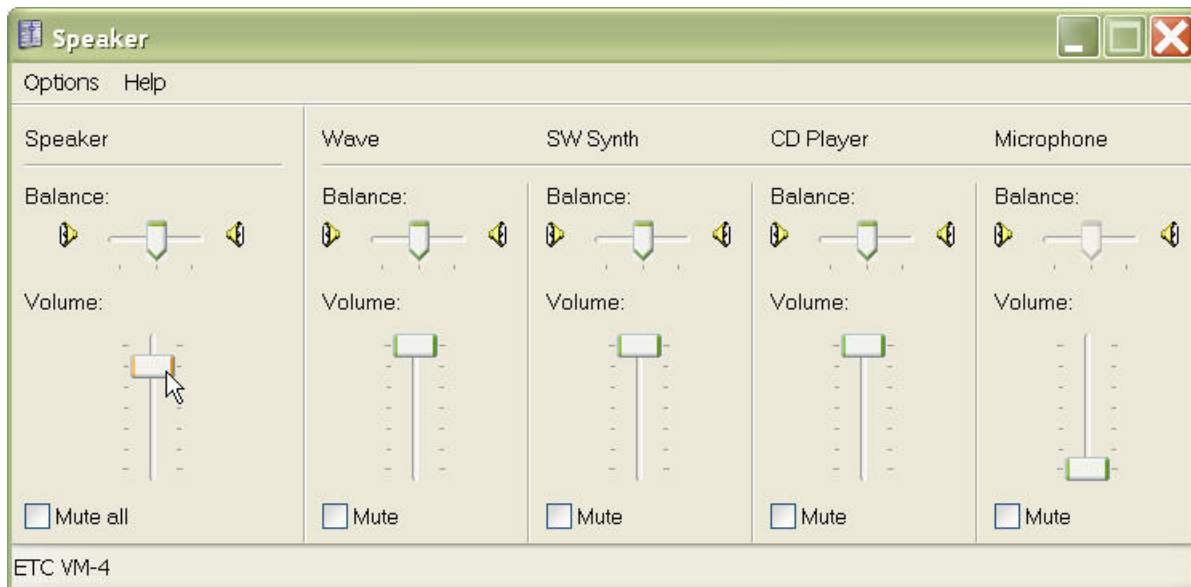 Speaker
Options Help
Speaker Wave SW Synth CD Player Microphone
Balance: Balance: Balance: Balance: Balance:
Volume: Volume: Volume: Volume: Volume:
Mute all Mute Mute Mute Mute
ETC VM-4